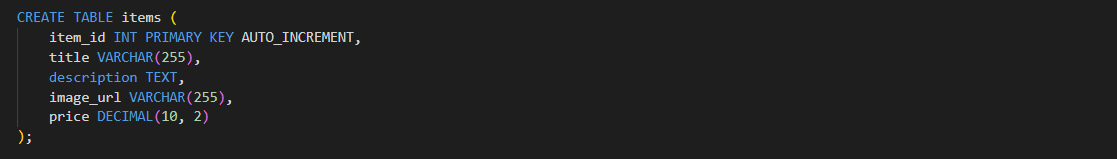 CREATE TABLE items (
    item_id INT PRIMARY KEY AUTO_INCREMENT,
    title VARCHAR(255),
    description TEXT,
    image_url VARCHAR(255),
    price DECIMAL(10, 2)
);